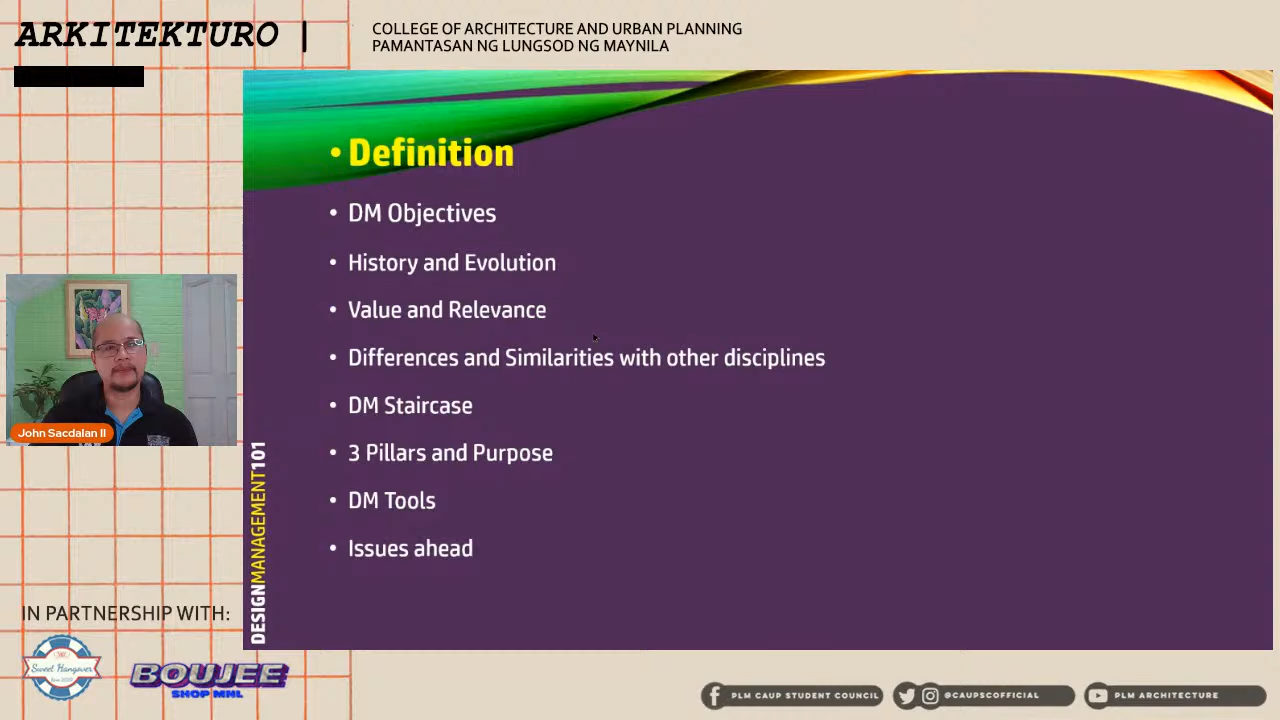 ARKITEKTURO |
COLLEGE OF ARCHITECTURE AND URBAN PLANNING
PAMANTASAN NG LUNGSOD NG MAYNILA
• Definition
• DM Objectives
• History and Evolution
• Value and Relevance
• Differences and Similarities with other disciplines
• DM Staircase
• 3 Pillars and Purpose
• DM Tools
• Issues ahead
DESIGNMANAGEMENT101
John Sacdalan II
IN PARTNERSHIP WITH:
Sweet Hangover
BOUJEE
SHOP MNL
PLM CAUP STUDENT COUNCIL
@CAUPSCOFFICIAL
PLM ARCHITECTURE